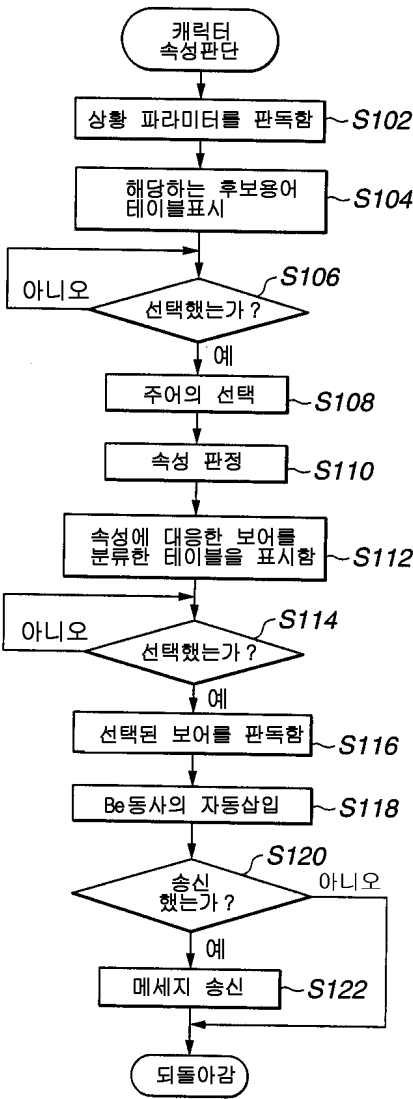 캐릭터
속성판단
상황 파라미터를 판독함 S102
해당하는 후보용어
테이블표시
S104
S106
아니오
선택했는가?
예
주어의 선택 S108
속성 판정 S110
속성에 대응한 보어를
분류한 테이블을 표시함
S112
S114
아니오
선택했는가?
예
선택된 보어를 판독함 S116
Be동사의 자동삽입 S118
S120
송신
했는가?
아니오
예
메세지 송신 S122
되돌아감